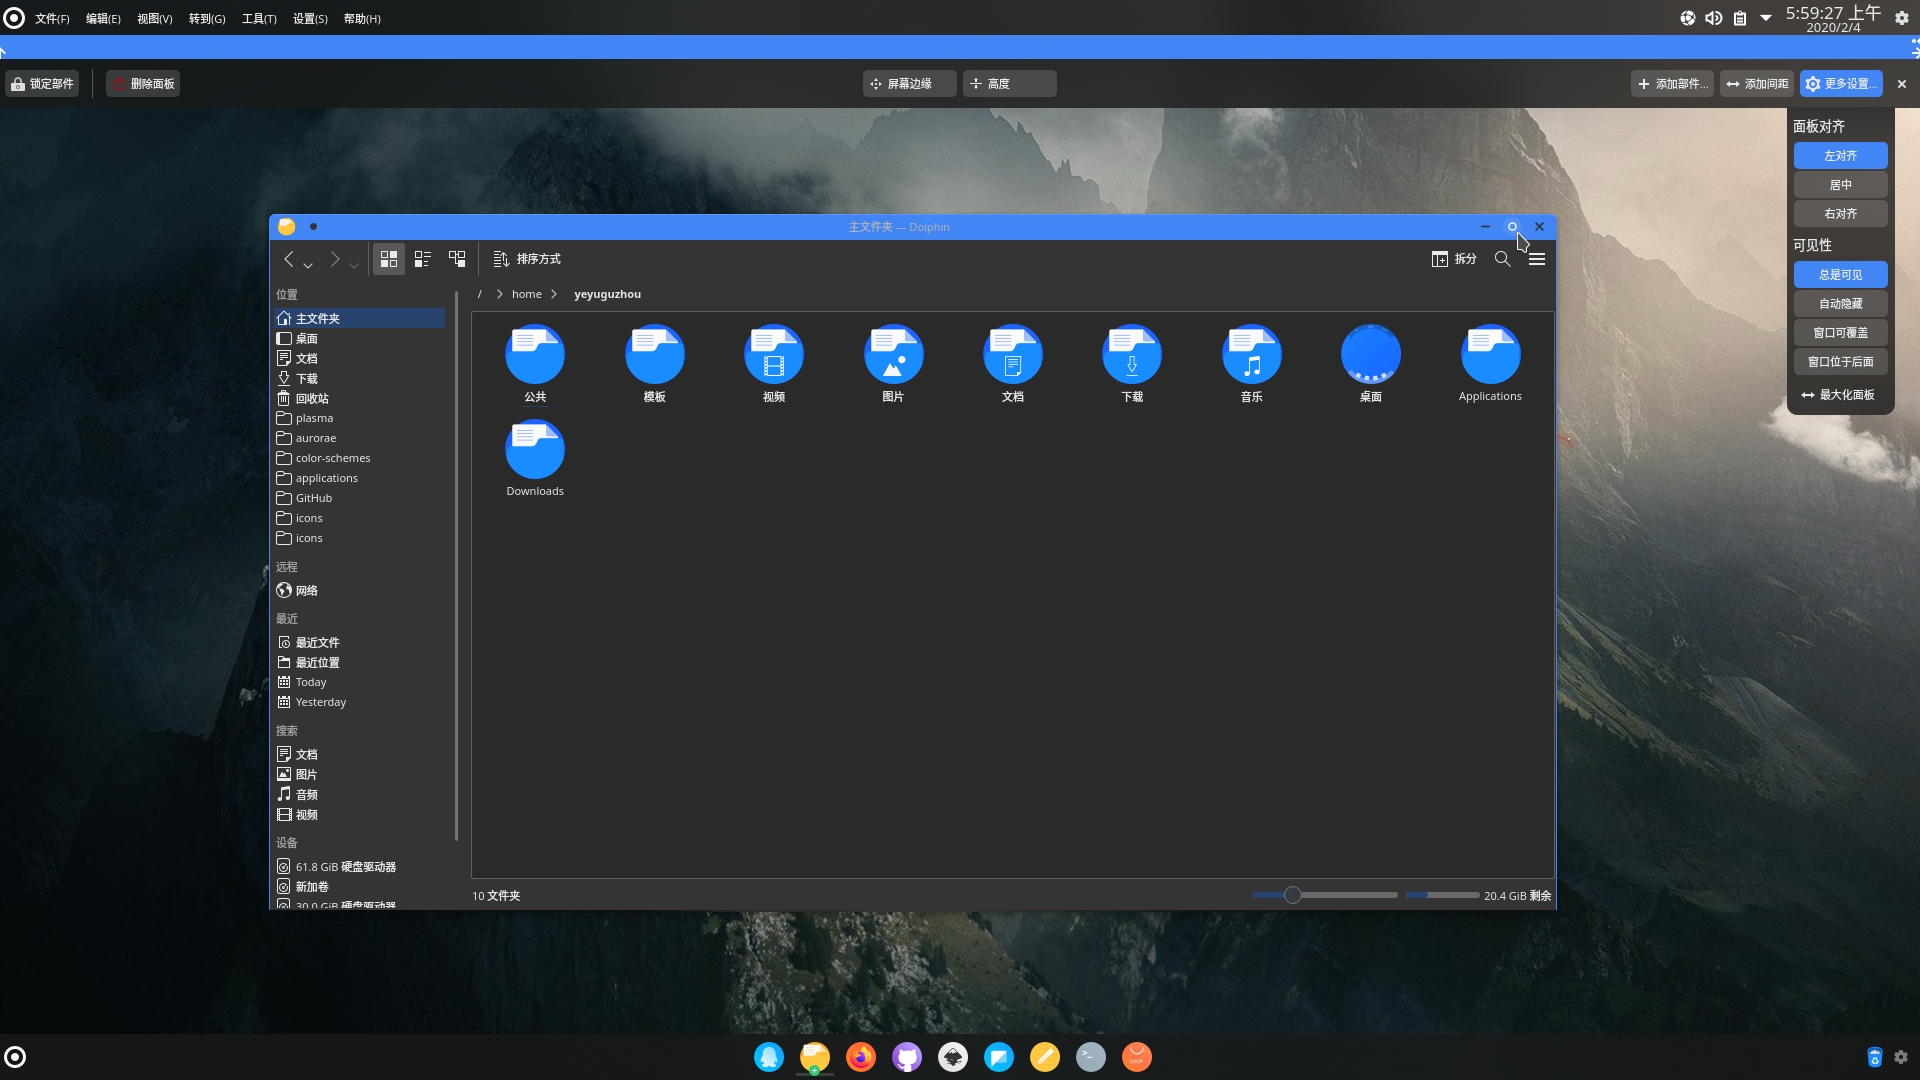 文件(F) 编辑(E) 视图(V) 转到(G) 工具(T) 设置(S) 帮助(H)
5:59:27 上午
2020/2/4
锁定部件 删除面板 屏幕边缘 高度 添加部件... 添加间距 更多设置...
面板对齐
左对齐
居中
右对齐
可见性
总是可见
自动隐藏
窗口可覆盖
窗口位于后面
最大化面板
主文件夹 — Dolphin
排序方式 拆分
/ home yeyuguzhou
位置
主文件夹
桌面
文档
下载
回收站
plasma
aurorae
color-schemes
applications
GitHub
icons
icons
远程
网络
最近
最近文件
最近位置
Today
Yesterday
搜索
文档
图片
音频
视频
设备
61.8 GiB 硬盘驱动器
新加卷
30.0 GiB 硬盘驱动器
公共 模板 视频 图片 文档 下载 音乐 桌面 Applications
Downloads
10 文件夹 20.4 GiB 剩余